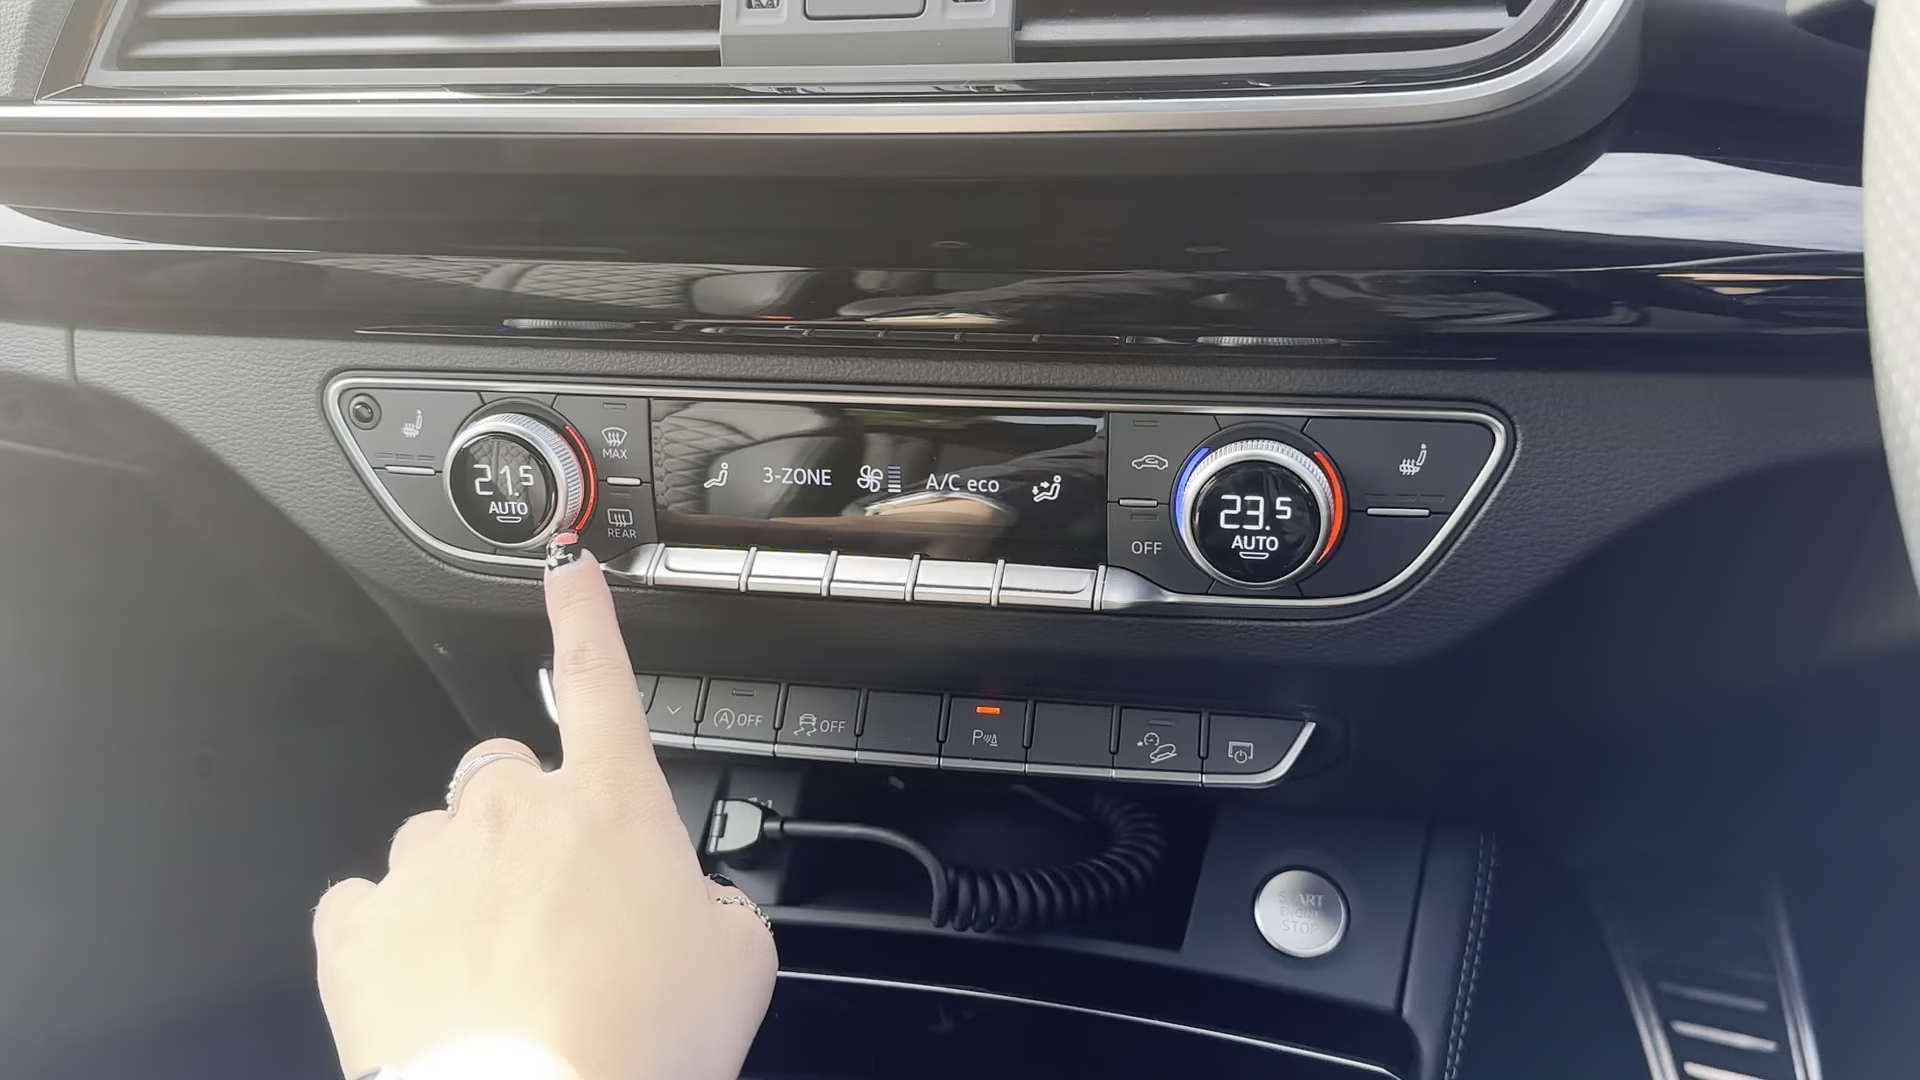 21.5
AUTO
MAX
REAR
3-ZONE
A/C eco
OFF
23.5
AUTO
A OFF
OFF
P
START
ENGINE
STOP